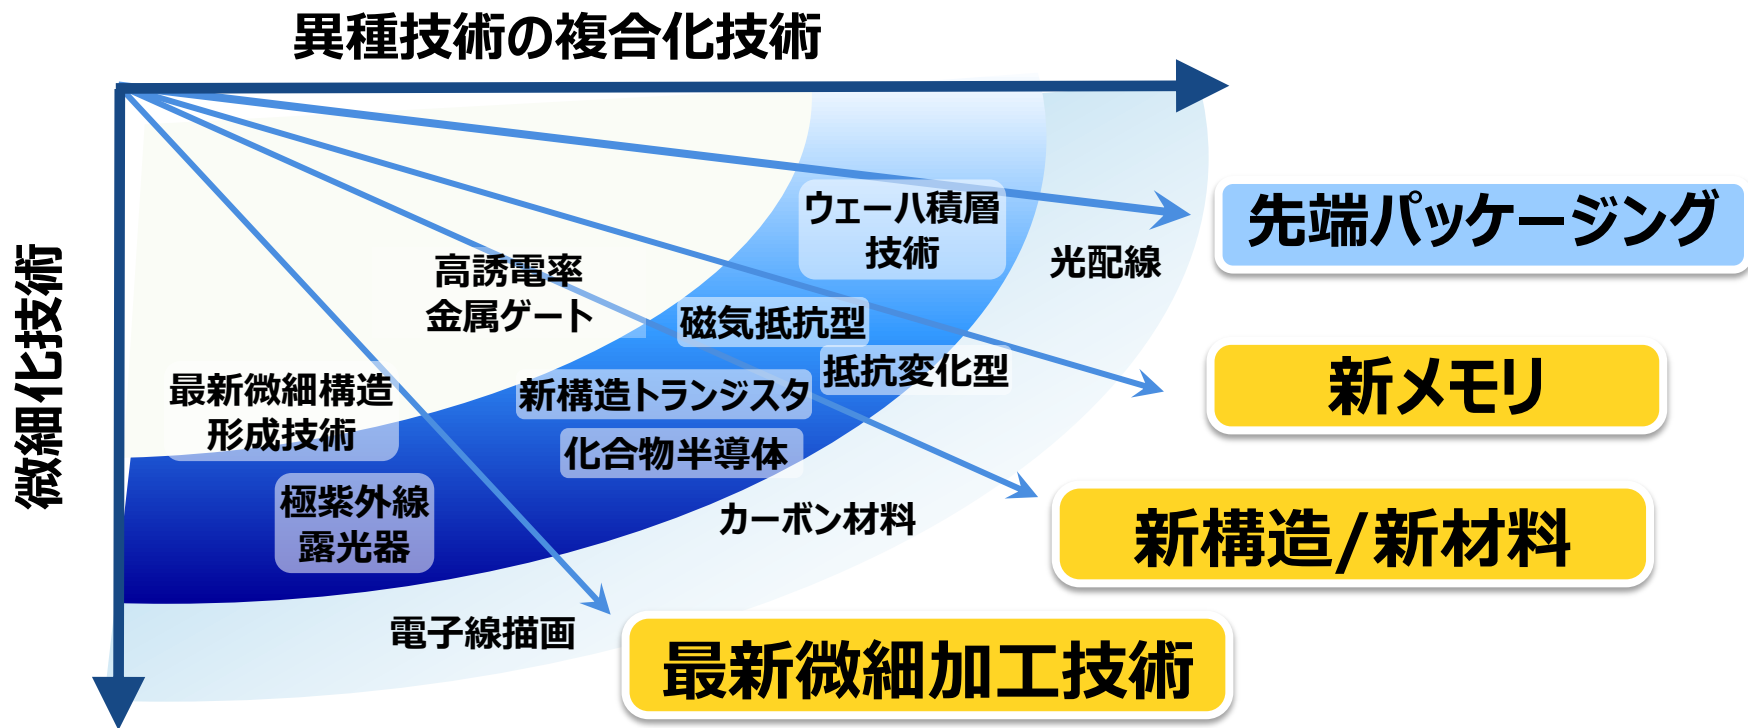 異種技術の複合化技術
微細化技術
ウェーハ積層
技術
光配線
先端パッケージング
高誘電率
金属ゲート
磁気抵抗型
抵抗変化型
新メモリ
最新微細構造
形成技術
新構造トランジスタ
化合物半導体
極紫外線
露光器
カーボン材料
新構造/新材料
電子線描画
最新微細加工技術